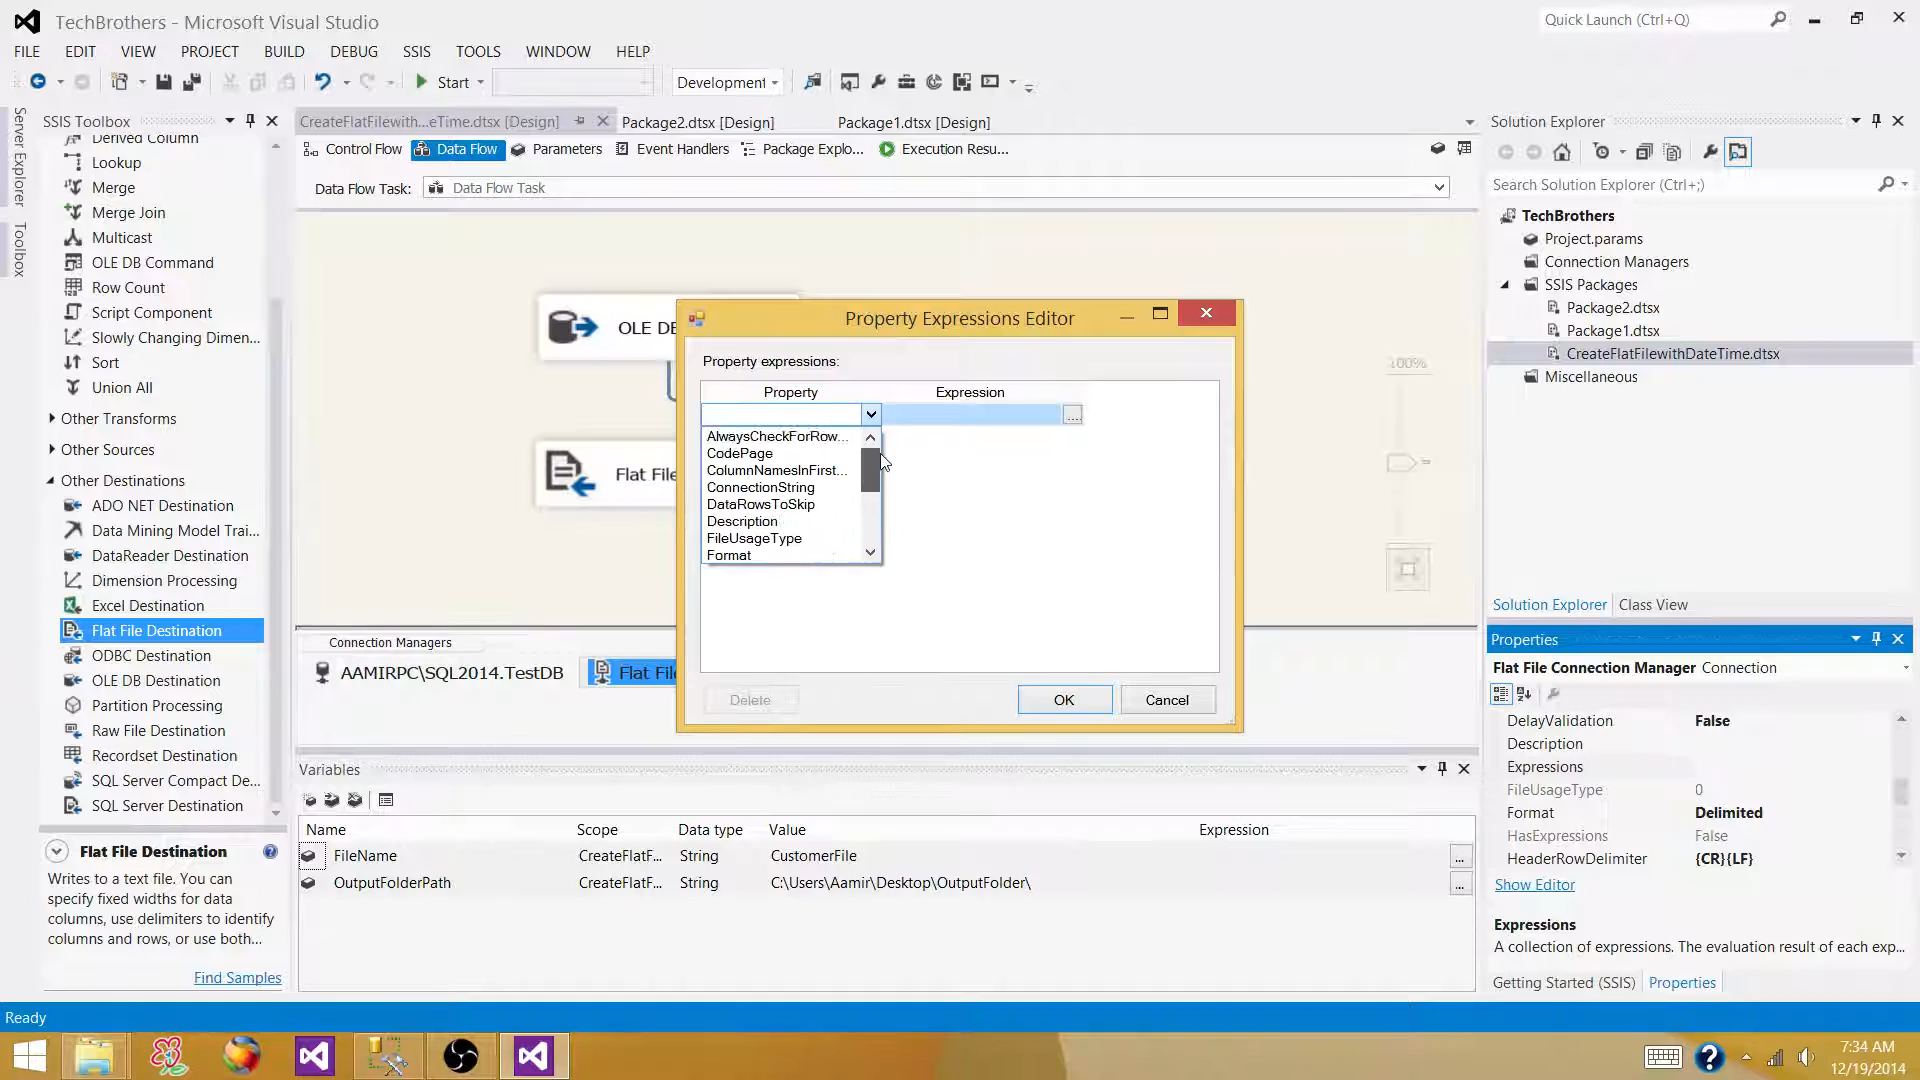 TechBrothers - Microsoft Visual Studio
Quick Launch (Ctrl+Q)
FILE EDIT VIEW PROJECT BUILD DEBUG SSIS TOOLS WINDOW HELP
Start
Development
Server Explorer
Toolbox
SSIS Toolbox
Derived Column
Lookup
Merge
Merge Join
Multicast
OLE DB Command
Row Count
Script Component
Slowly Changing Dimen...
Sort
Union All
Other Transforms
Other Sources
Other Destinations
ADO NET Destination
Data Mining Model Trai...
DataReader Destination
Dimension Processing
Excel Destination
Flat File Destination
ODBC Destination
OLE DB Destination
Partition Processing
Raw File Destination
Recordset Destination
SQL Server Compact De...
SQL Server Destination
Flat File Destination
Writes to a text file. You can
specify fixed widths for data
columns, use delimiters to identify
columns and rows, or use both...
Find Samples
CreateFlatFilewith...eTime.dtsx [Design]
Package2.dtsx [Design]
Package1.dtsx [Design]
Control Flow
Data Flow
Parameters
Event Handlers
Package Explo...
Execution Resu...
Data Flow Task:
Data Flow Task
OLE DB
Flat File
100%
Property Expressions Editor
Property expressions:
Property Expression
...
AlwaysCheckForRow...
CodePage
ColumnNamesInFirst...
ConnectionString
DataRowsToSkip
Description
FileUsageType
Format
Delete
OK
Cancel
Connection Managers
AAMIRPC\SQL2014.TestDB
Flat File
Variables
Name Scope Data type Value Expression
FileName CreateFlatF... String CustomerFile ...
OutputFolderPath CreateFlatF... String C:\Users\Aamir\Desktop\OutputFolder\ ...
Solution Explorer
Search Solution Explorer (Ctrl+;)
TechBrothers
Project.params
Connection Managers
SSIS Packages
Package2.dtsx
Package1.dtsx
CreateFlatFilewithDateTime.dtsx
Miscellaneous
Solution Explorer
Class View
Properties
Flat File Connection Manager Connection
DelayValidation False
Description
Expressions
FileUsageType 0
Format Delimited
HasExpressions False
HeaderRowDelimiter {CR}{LF}
Show Editor
Expressions
A collection of expressions. The evaluation result of each exp...
Getting Started (SSIS)
Properties
Ready
7:34 AM
12/19/2014